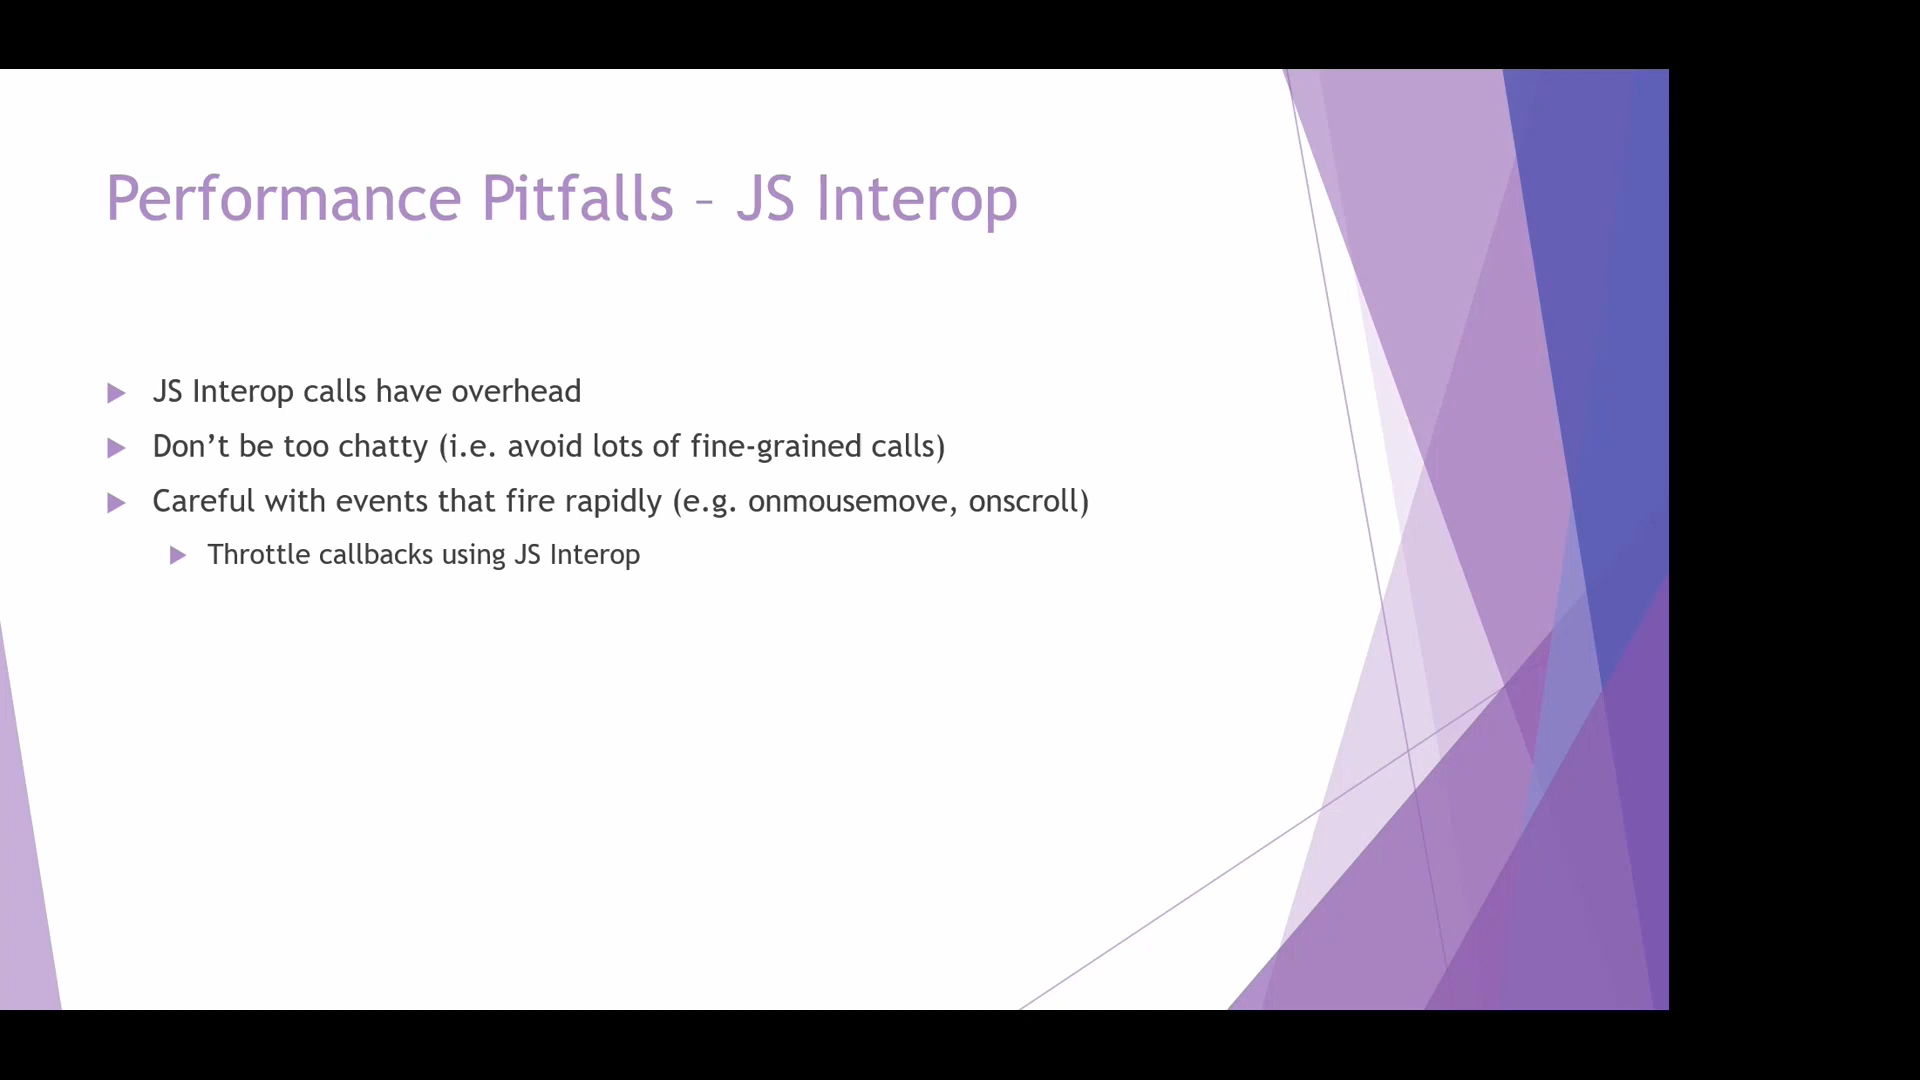 Performance Pitfalls – JS Interop
JS Interop calls have overhead
Don’t be too chatty (i.e. avoid lots of fine-grained calls)
Careful with events that fire rapidly (e.g. onmousemove, onscroll)
Throttle callbacks using JS Interop